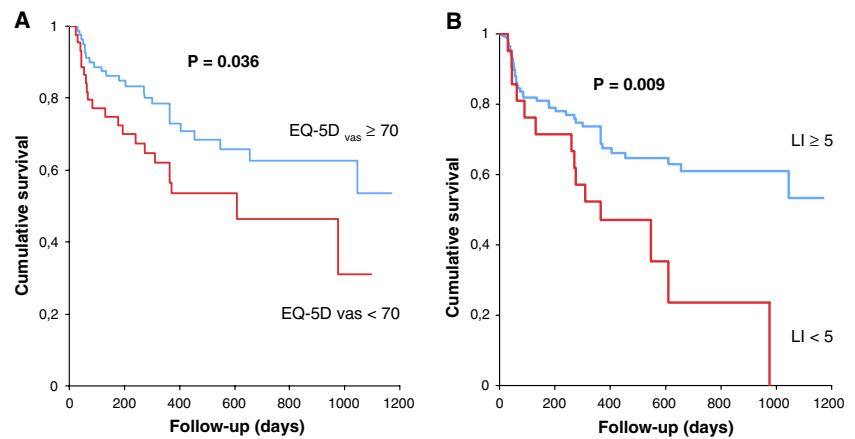 A
1
0,8
0,6
0,4
0,2
0
0 200 400 600 800 1000 1200
Cumulative survival
Follow-up (days)
P = 0.036
EQ-5D vas ≥ 70
EQ-5D vas < 70
B
1
0,8
0,6
0,4
0,2
0
0 200 400 600 800 1000 1200
Cumulative survival
Follow-up (days)
P = 0.009
LI ≥ 5
LI < 5